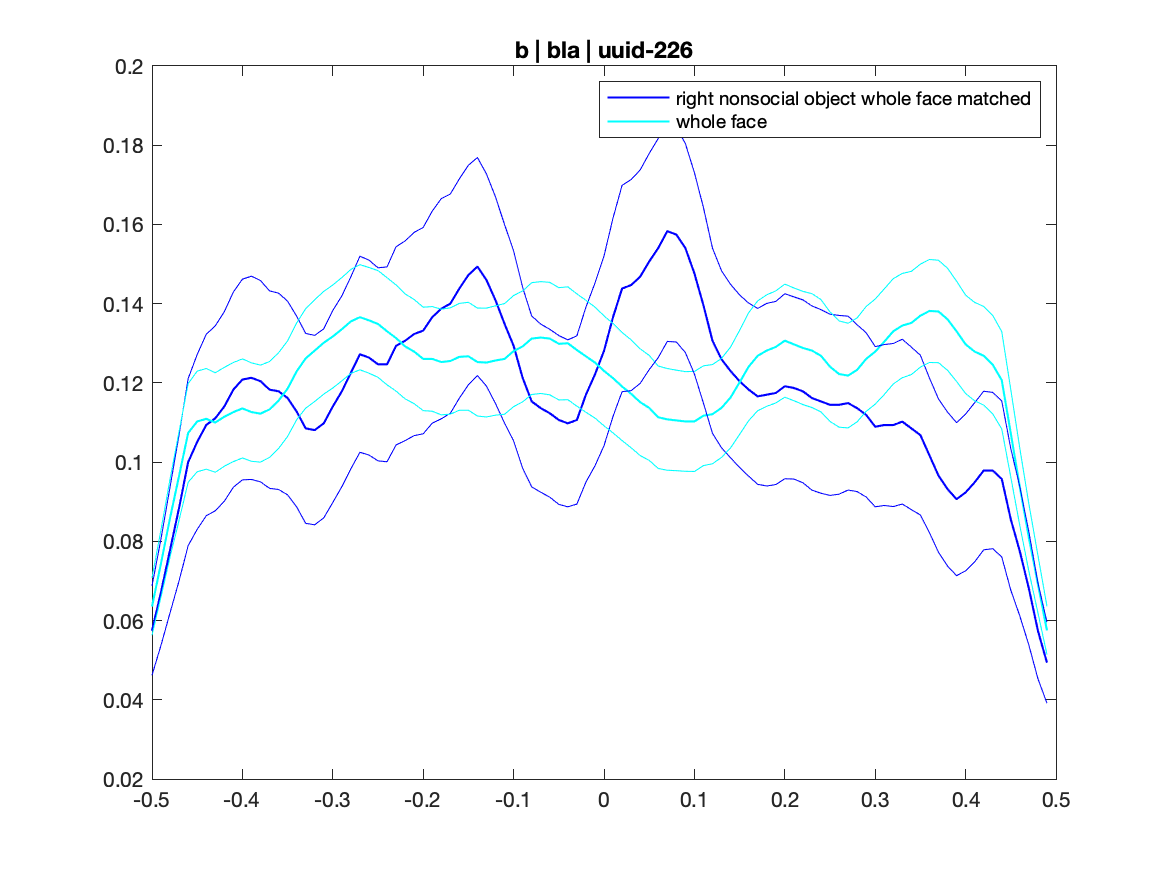 b | bla | uuid-226
right nonsocial object whole face matched
whole face
0.2
0.18
0.16
0.14
0.12
0.1
0.08
0.06
0.04
0.02
-0.5 -0.4 -0.3 -0.2 -0.1 0 0.1 0.2 0.3 0.4 0.5